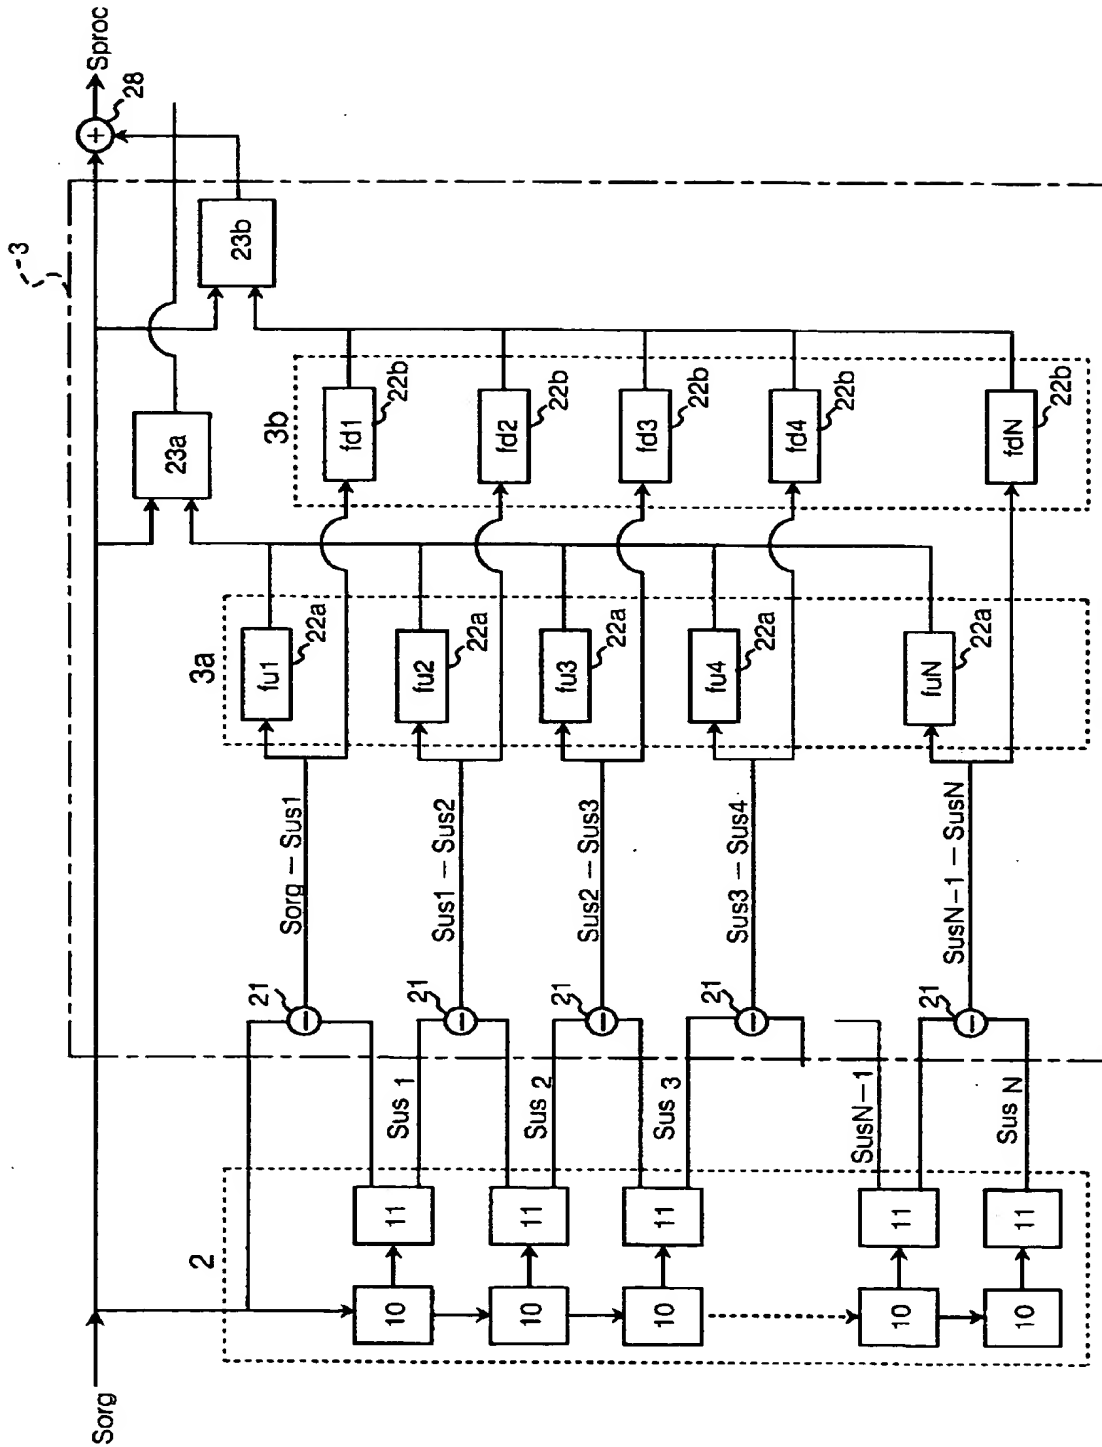 Sorg
2
10
11
10
11
10
11
10
11
10
11
Sus 1
Sus 2
Sus 3
SusN−1
Sus N
3
21
21
21
21
21
Sorg − Sus1
Sus1 − Sus2
Sus2 − Sus3
Sus3 − Sus4
SusN−1 − SusN
3a
fu1
22a
fu2
22a
fu3
22a
fu4
22a
fuN
22a
3b
fd1
22b
fd2
22b
fd3
22b
fd4
22b
fdN
22b
23a
23b
28
Sproc